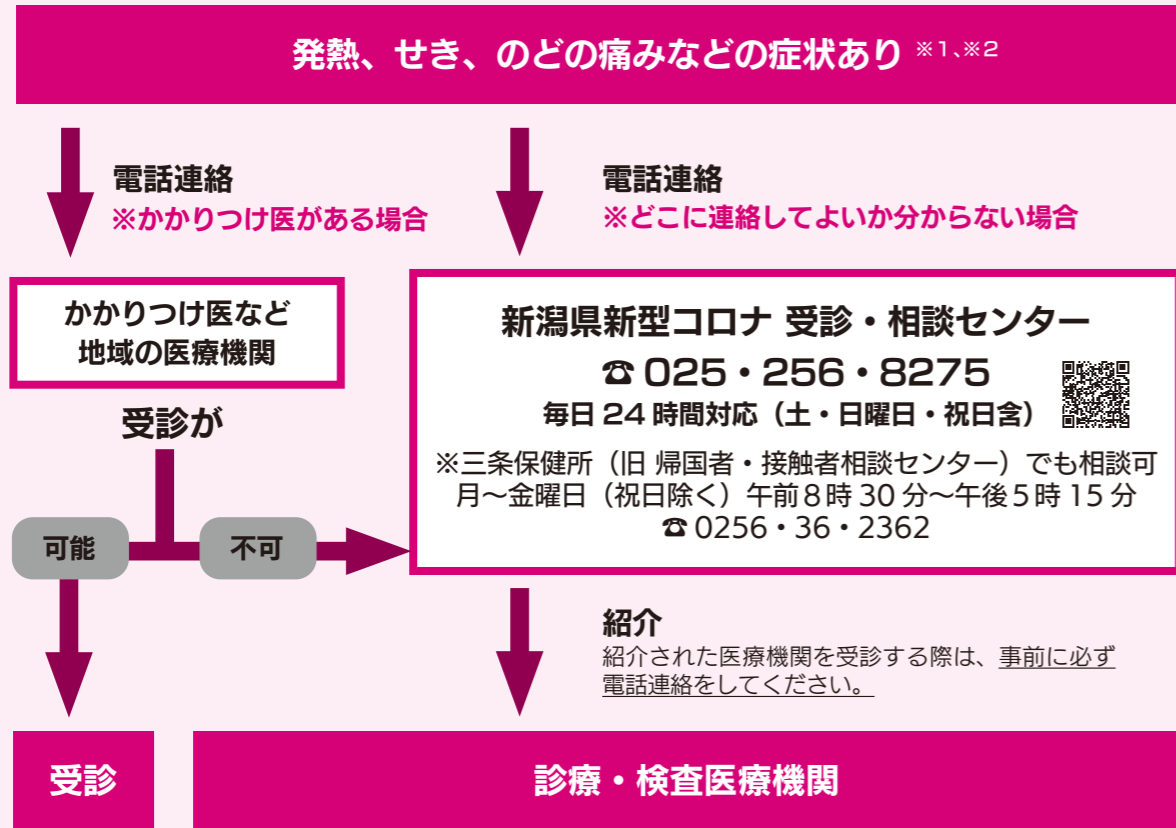 発熱、せき、のどの痛みなどの症状あり ※1、※2
電話連絡
※かかりつけ医がある場合
電話連絡
※どこに連絡してよいか分からない場合
かかりつけ医など
地域の医療機関
受診が
可能
不可
新潟県新型コロナ 受診・相談センター
☎ 025・256・8275
毎日 24 時間対応（土・日曜日・祝日含）
※三条保健所（旧 帰国者・接触者相談センター）でも相談可
月～金曜日（祝日除く）午前８時 30 分～午後５時 15 分
☎ 0256・36・2362
紹介
紹介された医療機関を受診する際は、事前に必ず
電話連絡をしてください。
受診
診療・検査医療機関